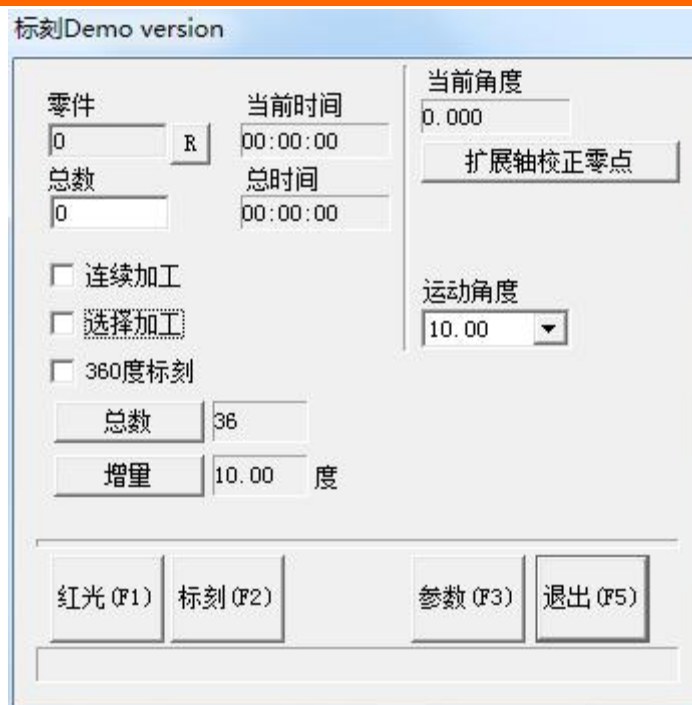 标刻Demo version
零件
当前时间
0
R
00:00:00
总数
总时间
0
00:00:00
连续加工
选择加工
360度标刻
总数
36
增量
10.00
度
当前角度
0.000
扩展轴校正零点
运动角度
10.00
红光(F1)
标刻(F2)
参数(F3)
退出(F5)